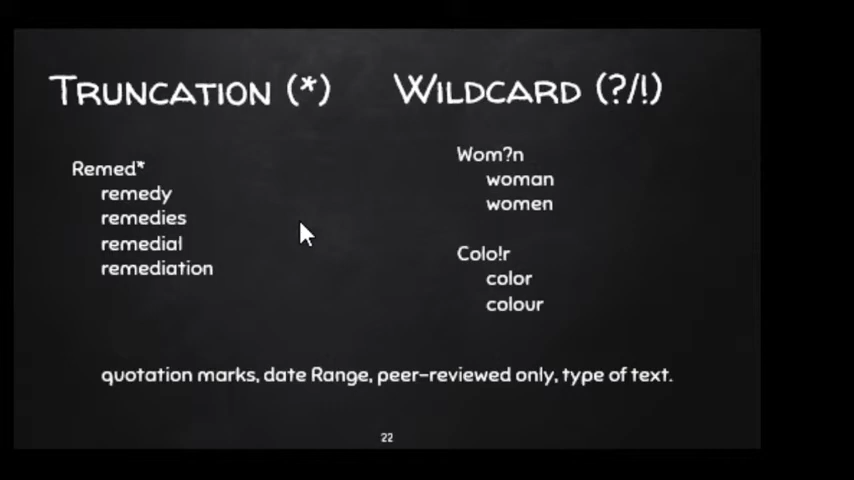 TRUNCATION (*)
Remed*
remedy
remedies
remedial
remediation
WILDCARD (?/!)
Wom?n
woman
women
Colo!r
color
colour
quotation marks, date Range, peer-reviewed only, type of text.
22